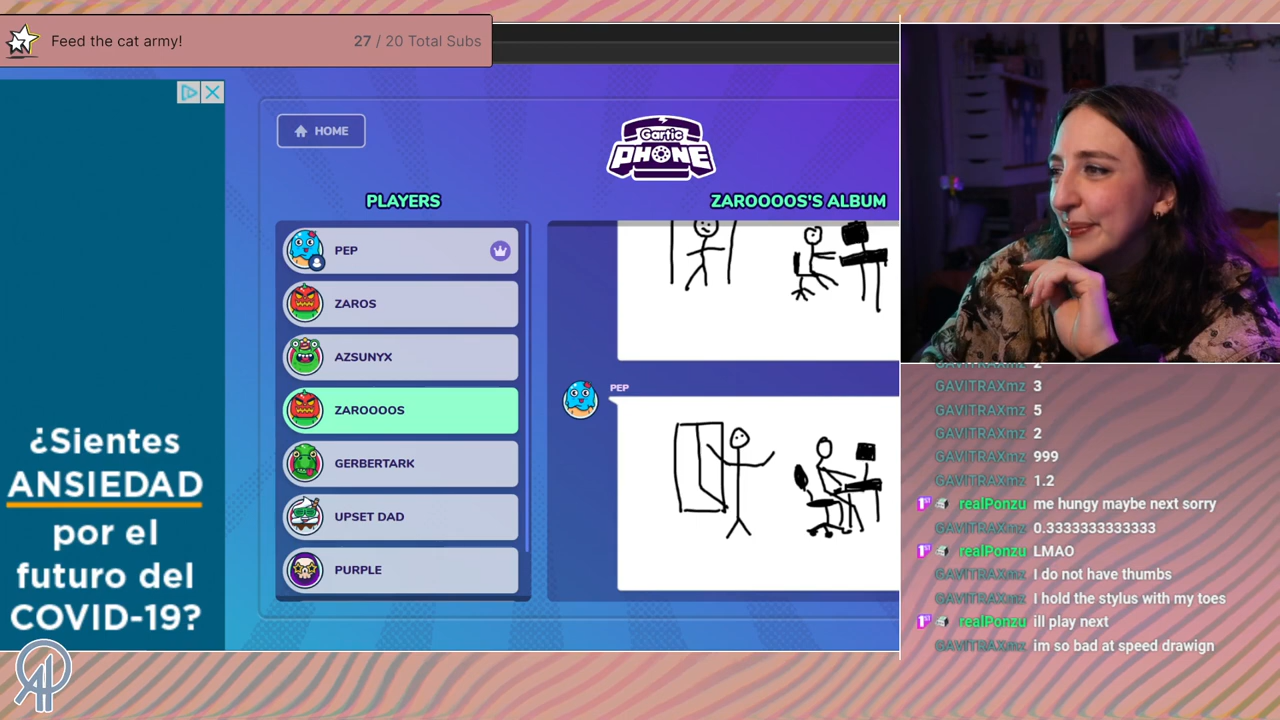 Feed the cat army!
27 / 20 Total Subs
HOME
Gartic
PHONE
PLAYERS
ZAROOOOS'S ALBUM
PEP
ZAROS
AZSUNYX
ZAROOOOS
GERBERTARK
UPSET DAD
PURPLE
PEP
¿Sientes
ANSIEDAD
por el
futuro del
COVID-19?
GAVITRAXmz 3
GAVITRAXmz 5
GAVITRAXmz 2
GAVITRAXmz 999
GAVITRAXmz 1.2
realPonzu me hungy maybe next sorry
GAVITRAXmz 0.3333333333333
realPonzu LMAO
GAVITRAXmz I do not have thumbs
GAVITRAXmz I hold the stylus with my toes
realPonzu ill play next
GAVITRAXmz im so bad at speed drawign